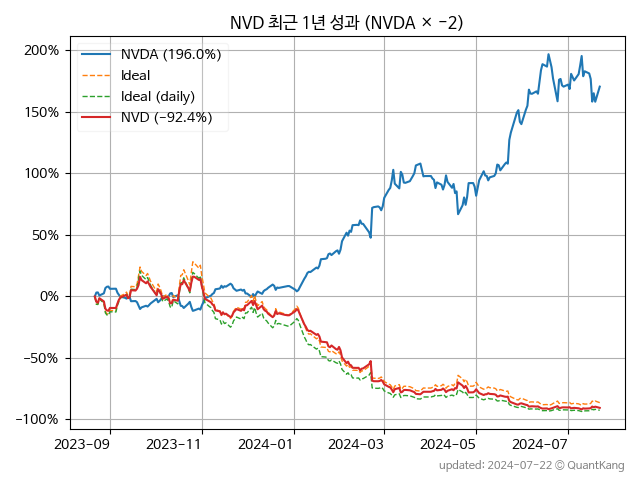 NVD 최근 1년 성과 (NVDA × −2)
NVDA (196.0%)
Ideal
Ideal (daily)
NVD (−92.4%)
200%
150%
100%
50%
0%
−50%
−100%
2023-09 2023-11 2024-01 2024-03 2024-05 2024-07
updated: 2024-07-22 © QuantKang